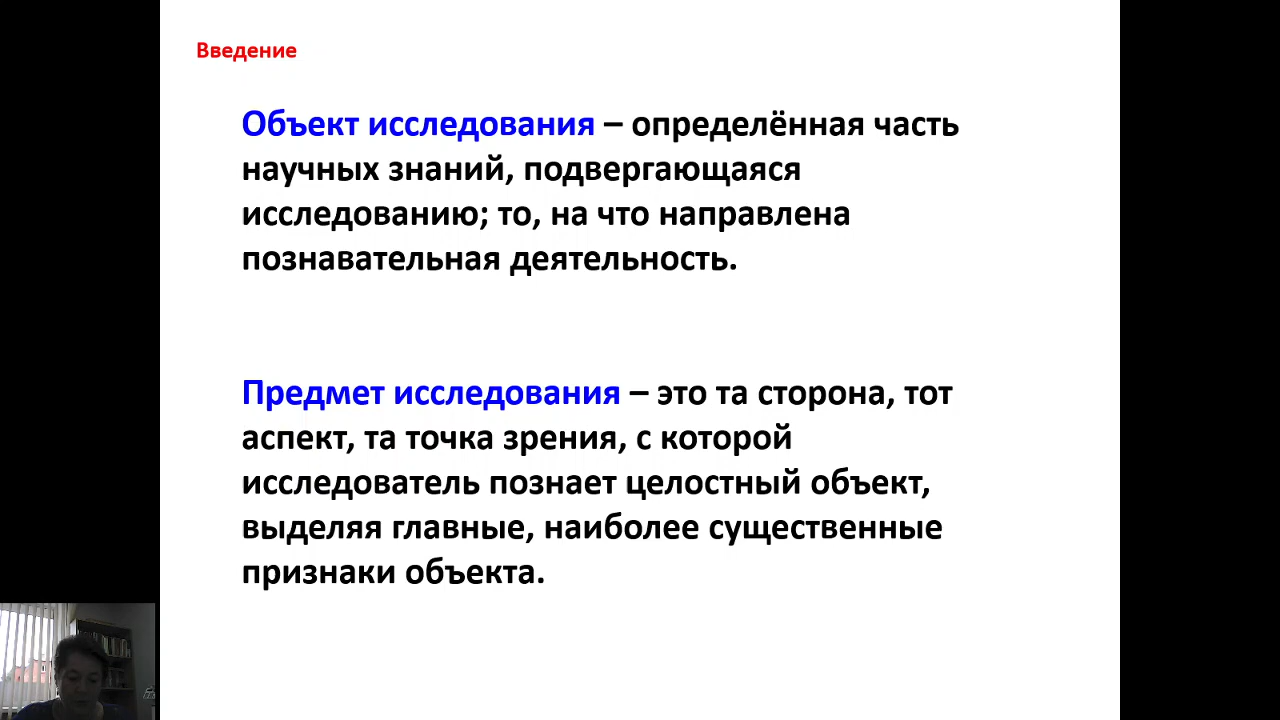 Введение
Объект исследования – определённая часть
научных знаний, подвергающаяся
исследованию; то, на что направлена
познавательная деятельность.
Предмет исследования – это та сторона, тот
аспект, та точка зрения, с которой
исследователь познает целостный объект,
выделяя главные, наиболее существенные
признаки объекта.